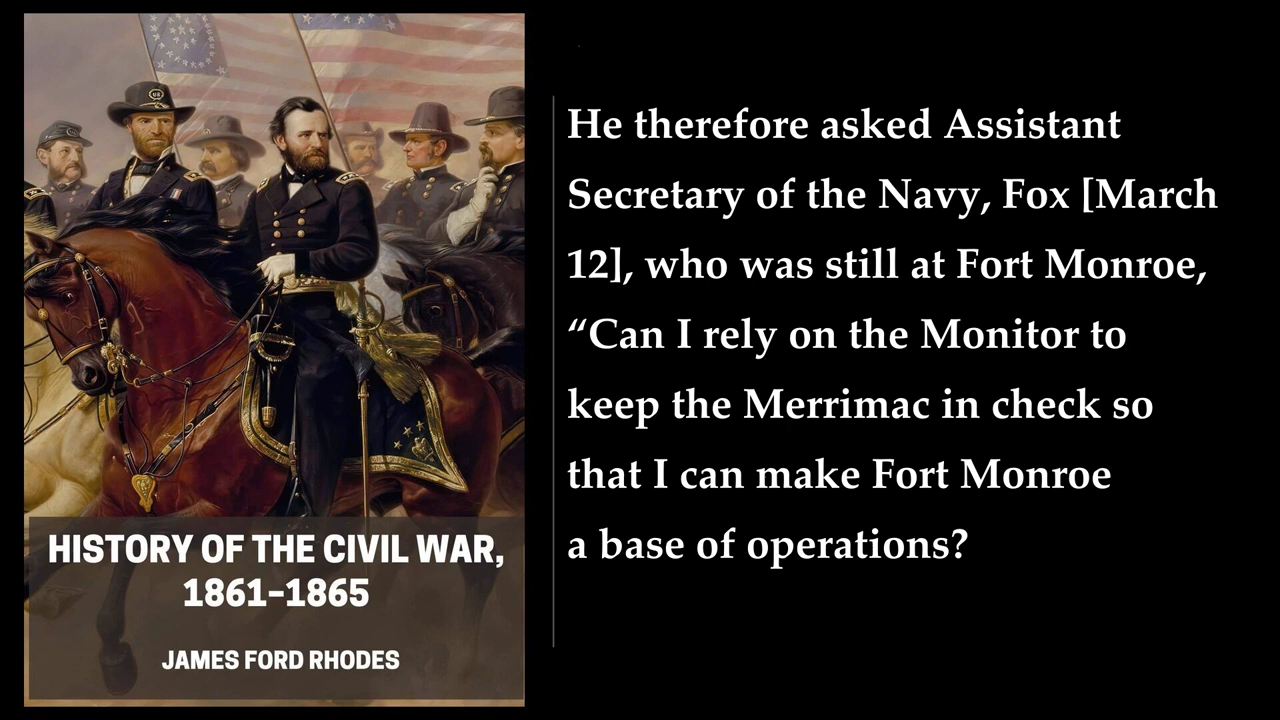 HISTORY OF THE CIVIL WAR,
1861–1865
JAMES FORD RHODES
He therefore asked Assistant
Secretary of the Navy, Fox [March
12], who was still at Fort Monroe,
“Can I rely on the Monitor to
keep the Merrimac in check so
that I can make Fort Monroe
a base of operations?